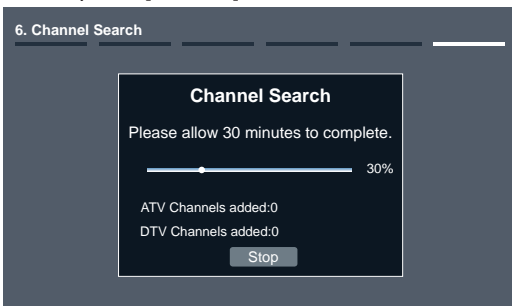 6. Channel Search
Channel Search
Please allow 30 minutes to complete.
30%
ATV Channels added:0
DTV Channels added:0
Stop